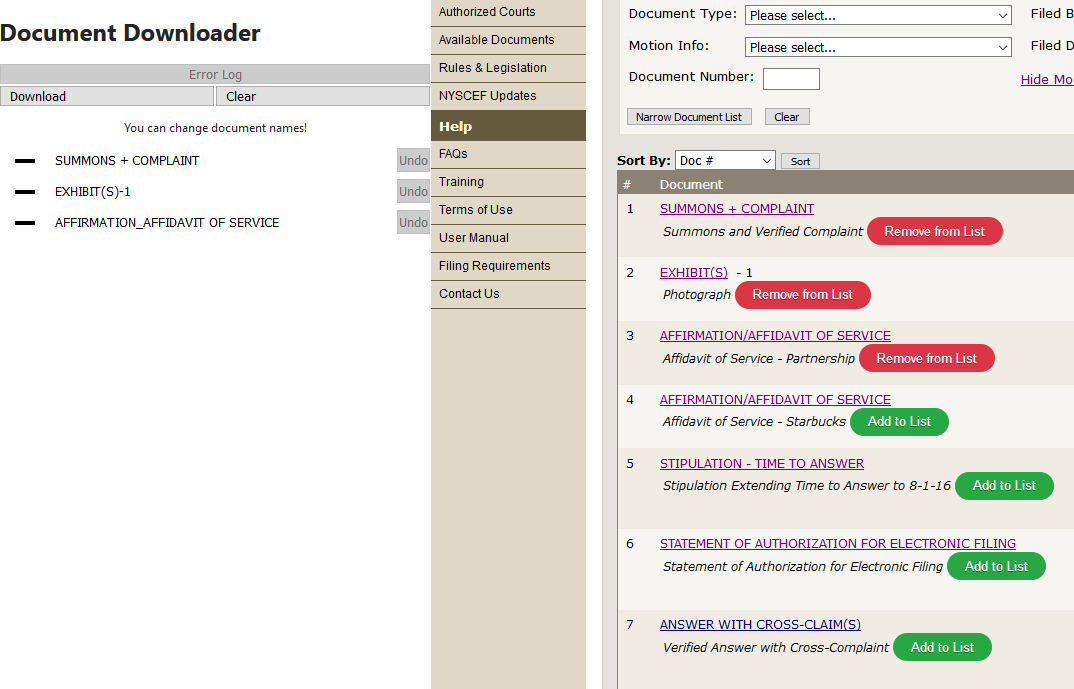 Document Downloader
Error Log
Download
Clear
You can change document names!
SUMMONS + COMPLAINT
Undo
EXHIBIT(S)-1
Undo
AFFIRMATION_AFFIDAVIT OF SERVICE
Undo
Authorized Courts
Available Documents
Rules & Legislation
NYSCEF Updates
Help
FAQs
Training
Terms of Use
User Manual
Filing Requirements
Contact Us
Document Type: Please select... Filed B
Motion Info: Please select... Filed D
Document Number:
Hide Mo
Narrow Document List Clear
Sort By: Doc # Sort
# Document
1 SUMMONS + COMPLAINT
Summons and Verified Complaint Remove from List
2 EXHIBIT(S) - 1
Photograph Remove from List
3 AFFIRMATION/AFFIDAVIT OF SERVICE
Affidavit of Service - Partnership Remove from List
4 AFFIRMATION/AFFIDAVIT OF SERVICE
Affidavit of Service - Starbucks Add to List
5 STIPULATION - TIME TO ANSWER
Stipulation Extending Time to Answer to 8-1-16 Add to List
6 STATEMENT OF AUTHORIZATION FOR ELECTRONIC FILING
Statement of Authorization for Electronic Filing Add to List
7 ANSWER WITH CROSS-CLAIM(S)
Verified Answer with Cross-Complaint Add to List